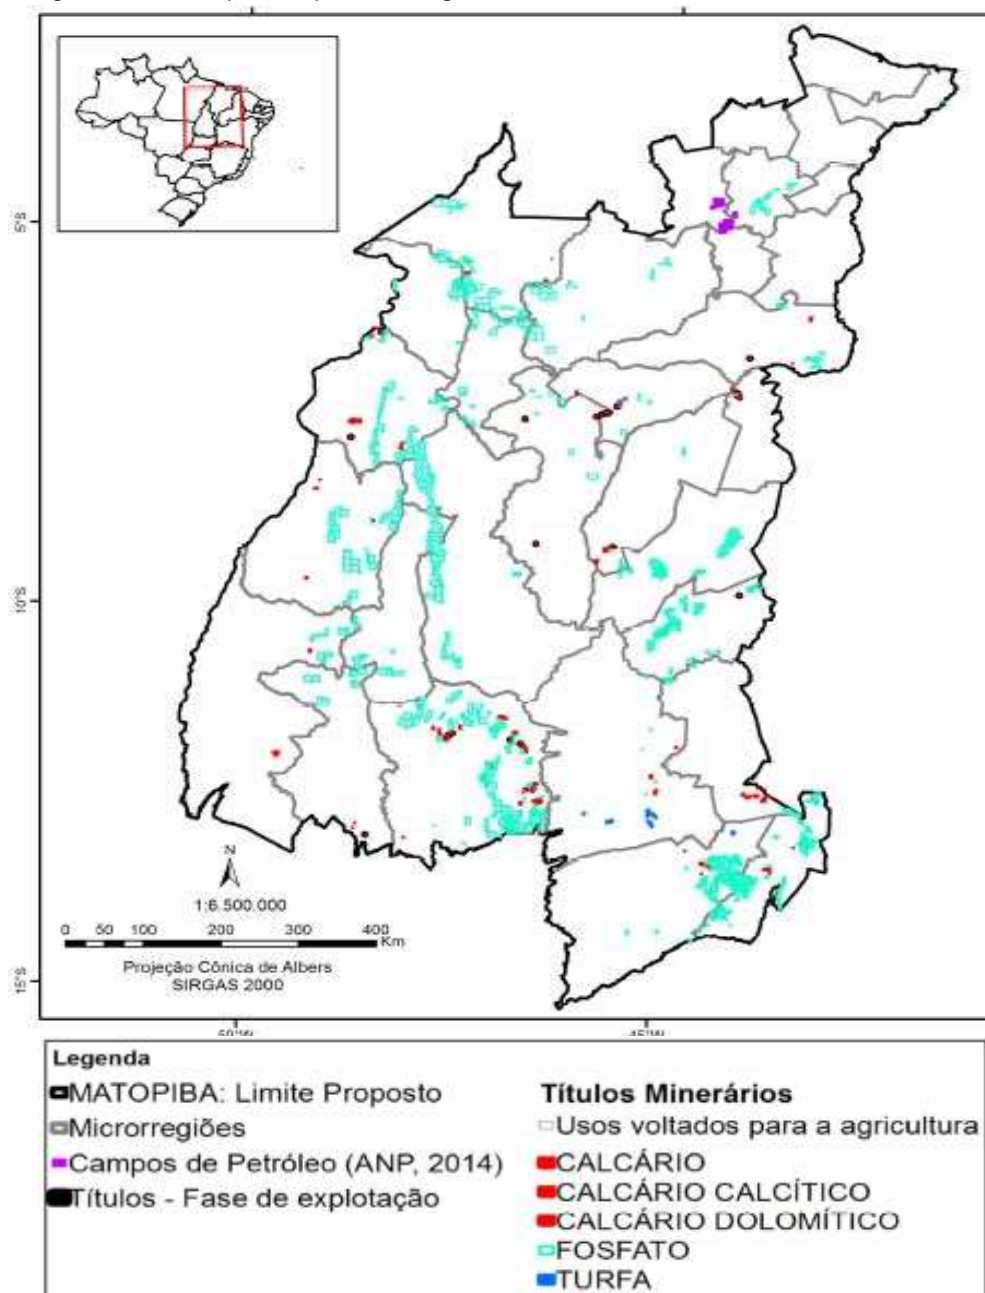 5°S
10°S
N
1:6.500.000
0 50 100 200 300 400
Km
Projeção Cônica de Albers
SIRGAS 2000
15°S
Legenda
MATOPIBA: Limite Proposto
Microrregiões
Campos de Petróleo (ANP, 2014)
Títulos - Fase de explotação
Títulos Minerários
Usos voltados para a agricultura
CALCÁRIO
CALCÁRIO CALCÍTICO
CALCÁRIO DOLOMÍTICO
FOSFATO
TURFA